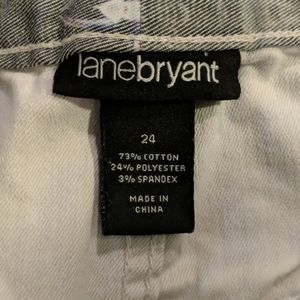 lanebryant
24
73% COTTON
24% POLYESTER
3% SPANDEX
MADE IN
CHINA